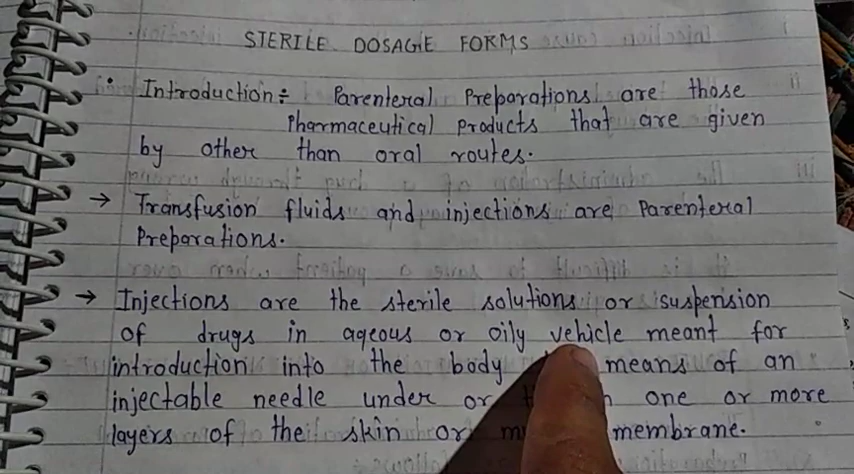 STERILE DOSAGE FORMS
Introduction:- Parenteral Preparations are those
Pharmaceutical Products that are given
by other than oral routes.
→ Transfusion fluids and injections are Parenteral
Preparations.
→ Injections are the sterile solutions or suspension
of drugs in aqeous or oily vehicle meant for
introduction into the body means of an
injectable needle under or one or more
layers of the skin or membrane.